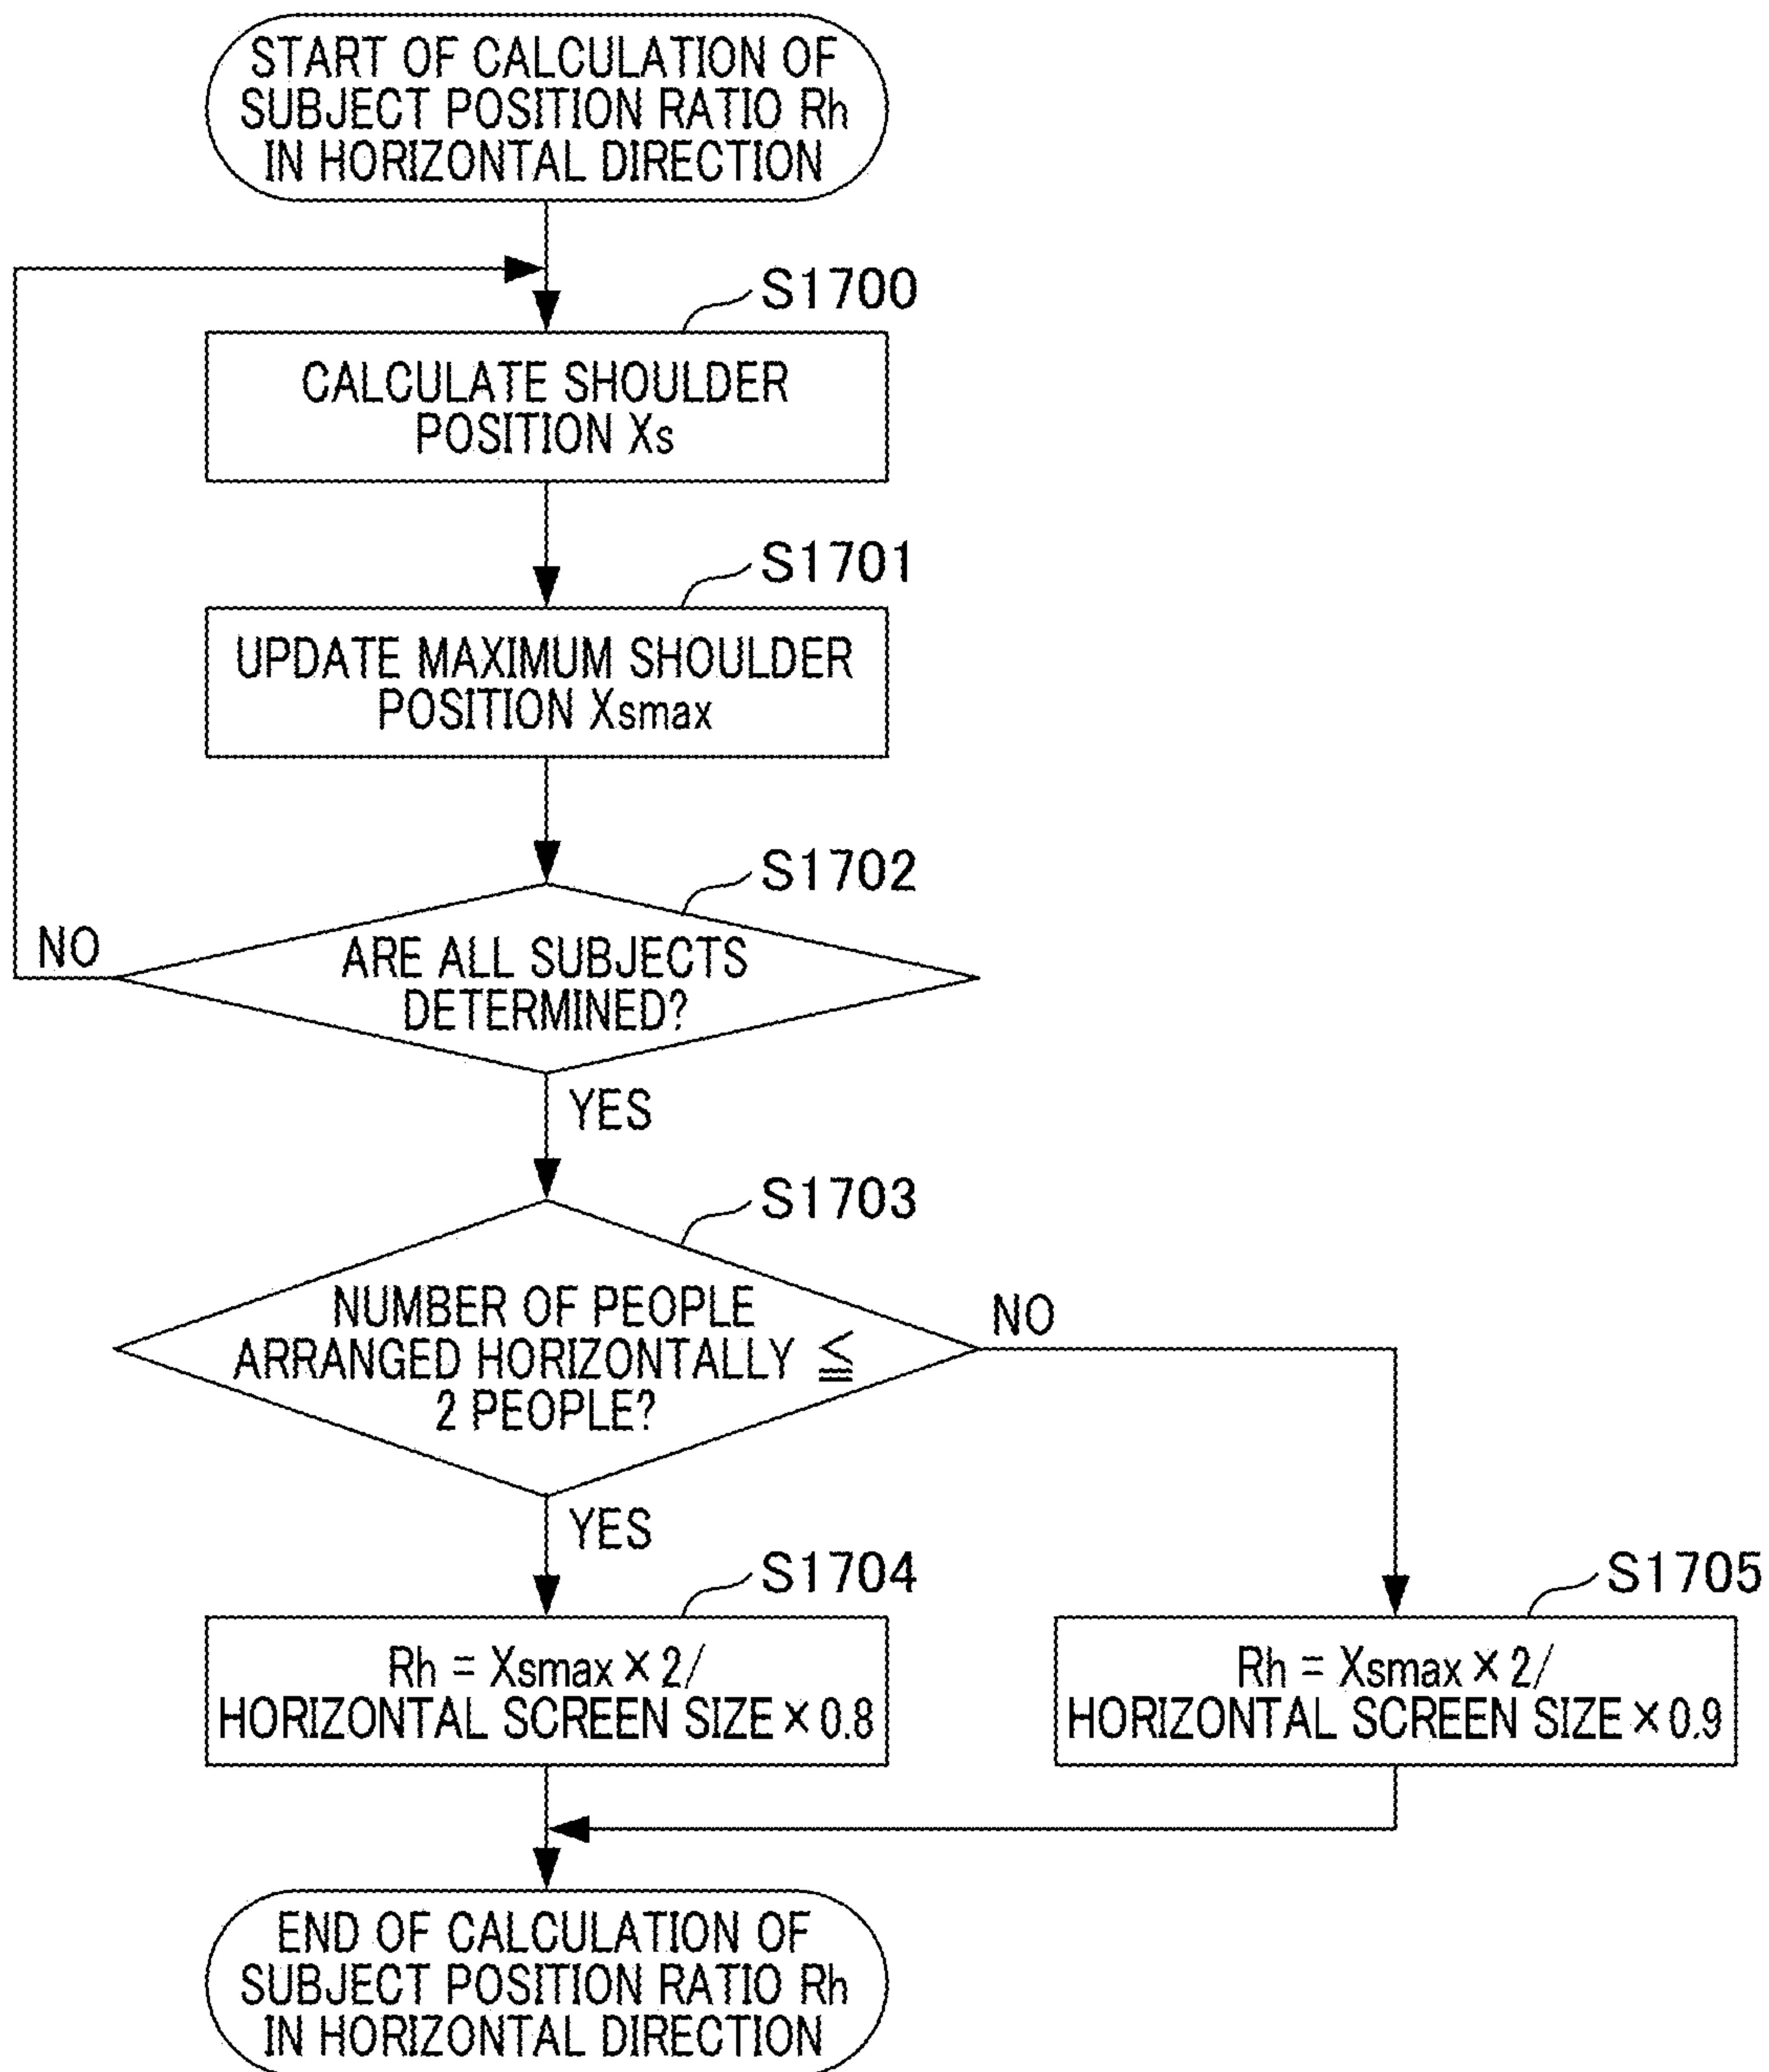 START OF CALCULATION OF
SUBJECT POSITION RATIO Rh
IN HORIZONTAL DIRECTION
S1700
CALCULATE SHOULDER
POSITION Xs
S1701
UPDATE MAXIMUM SHOULDER
POSITION Xsmax
S1702
NO
ARE ALL SUBJECTS
DETERMINED?
YES
S1703
NUMBER OF PEOPLE
ARRANGED HORIZONTALLY ≦
2 PEOPLE?
NO
YES
S1704
Rh = Xsmax × 2/
HORIZONTAL SCREEN SIZE × 0.8
S1705
Rh = Xsmax × 2/
HORIZONTAL SCREEN SIZE × 0.9
END OF CALCULATION OF
SUBJECT POSITION RATIO Rh
IN HORIZONTAL DIRECTION